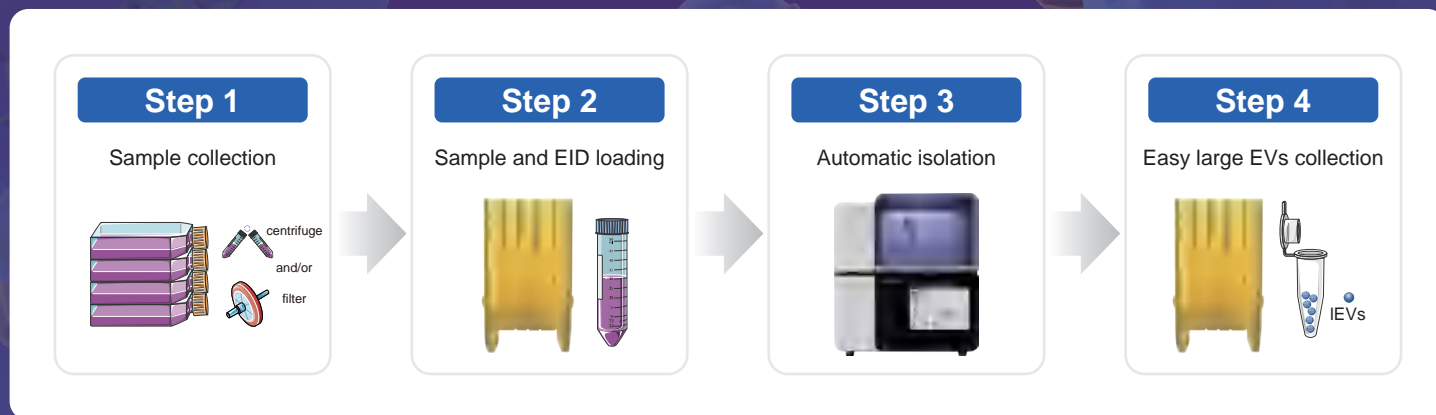 Step 1
Sample collection
centrifuge
and/or
filter
Step 2
Sample and EID loading
Step 3
Automatic isolation
Step 4
Easy large EVs collection
lEVs